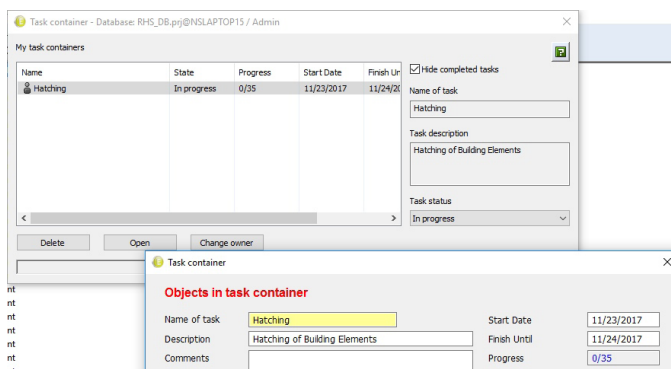 Task container - Database: RHS_DB.prj@NSLAPTOP15 / Admin
My task containers
Name State Progress Start Date Finish Un
Hatching In progress 0/35 11/23/2017 11/24/20
Hide completed tasks
Name of task
Hatching
Task description
Hatching of Building Elements
Task status
In progress
Delete Open Change owner
Task container
Objects in task container
Name of task Hatching Start Date 11/23/2017
Description Hatching of Building Elements Finish Until 11/24/2017
Comments Progress 0/35
nt
nt
nt
nt
nt
nt